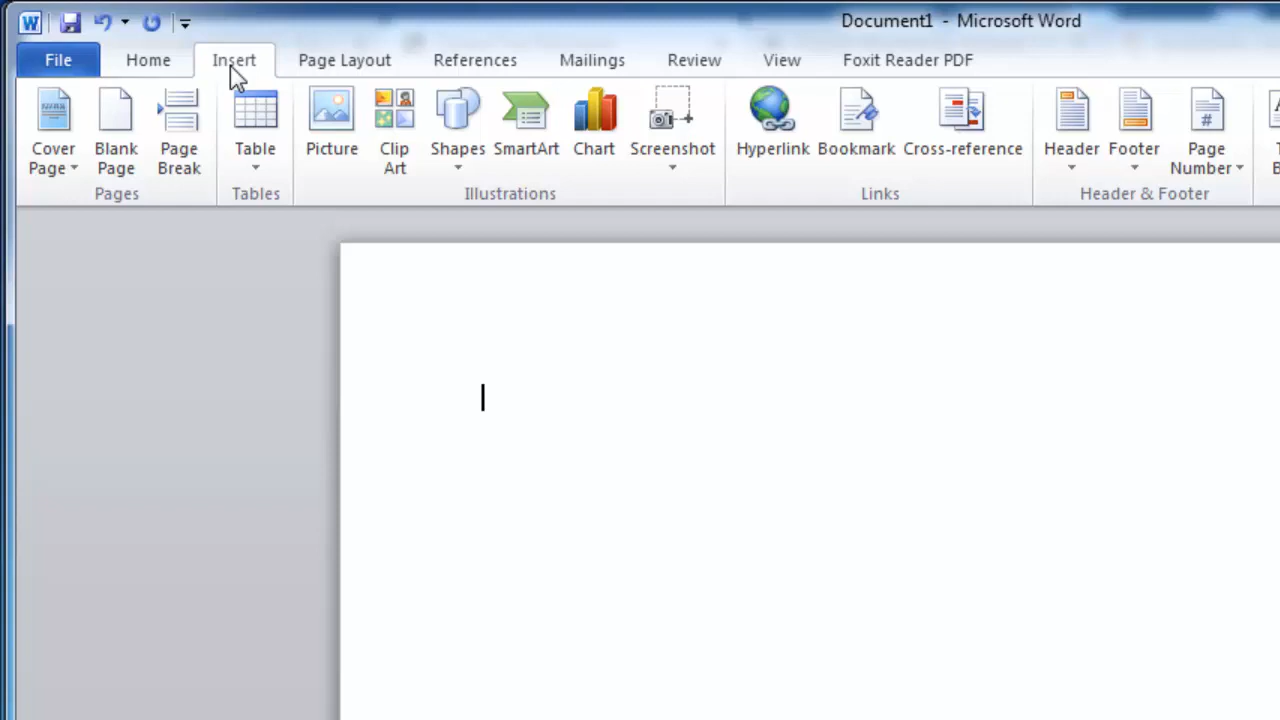 Document1 - Microsoft Word
File Home Insert Page Layout References Mailings Review View Foxit Reader PDF
Cover Page Blank Page Page Break Table Picture Clip Art Shapes SmartArt Chart Screenshot Hyperlink Bookmark Cross-reference Header Footer Page Number
Pages Tables Illustrations Links Header & Footer